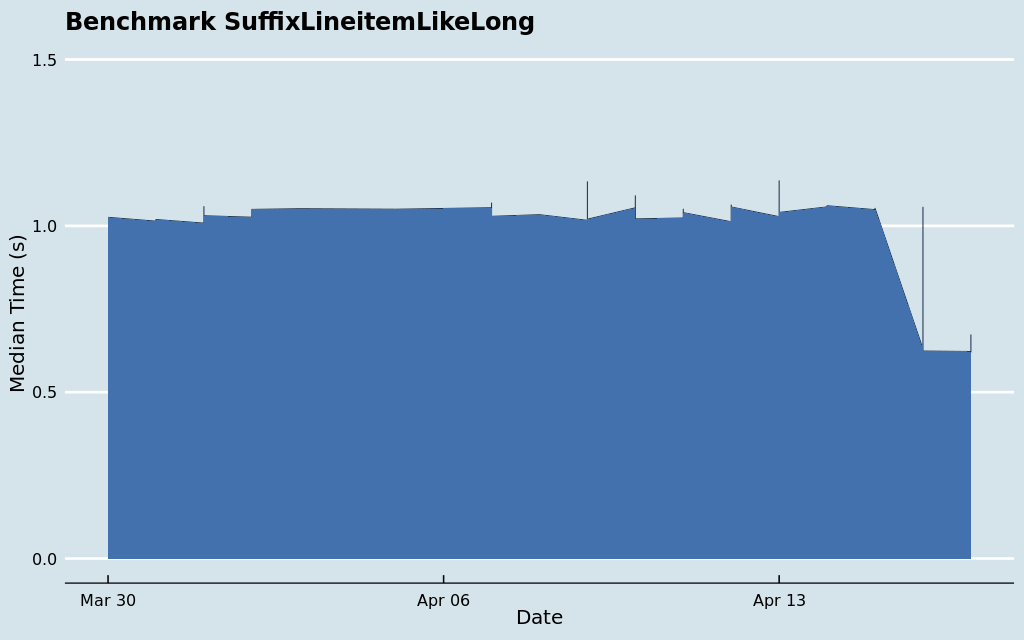 Benchmark SuffixLineitemLikeLong
Median Time (s)
1.5
1.0
0.5
0.0
Mar 30
Apr 06
Apr 13
Date